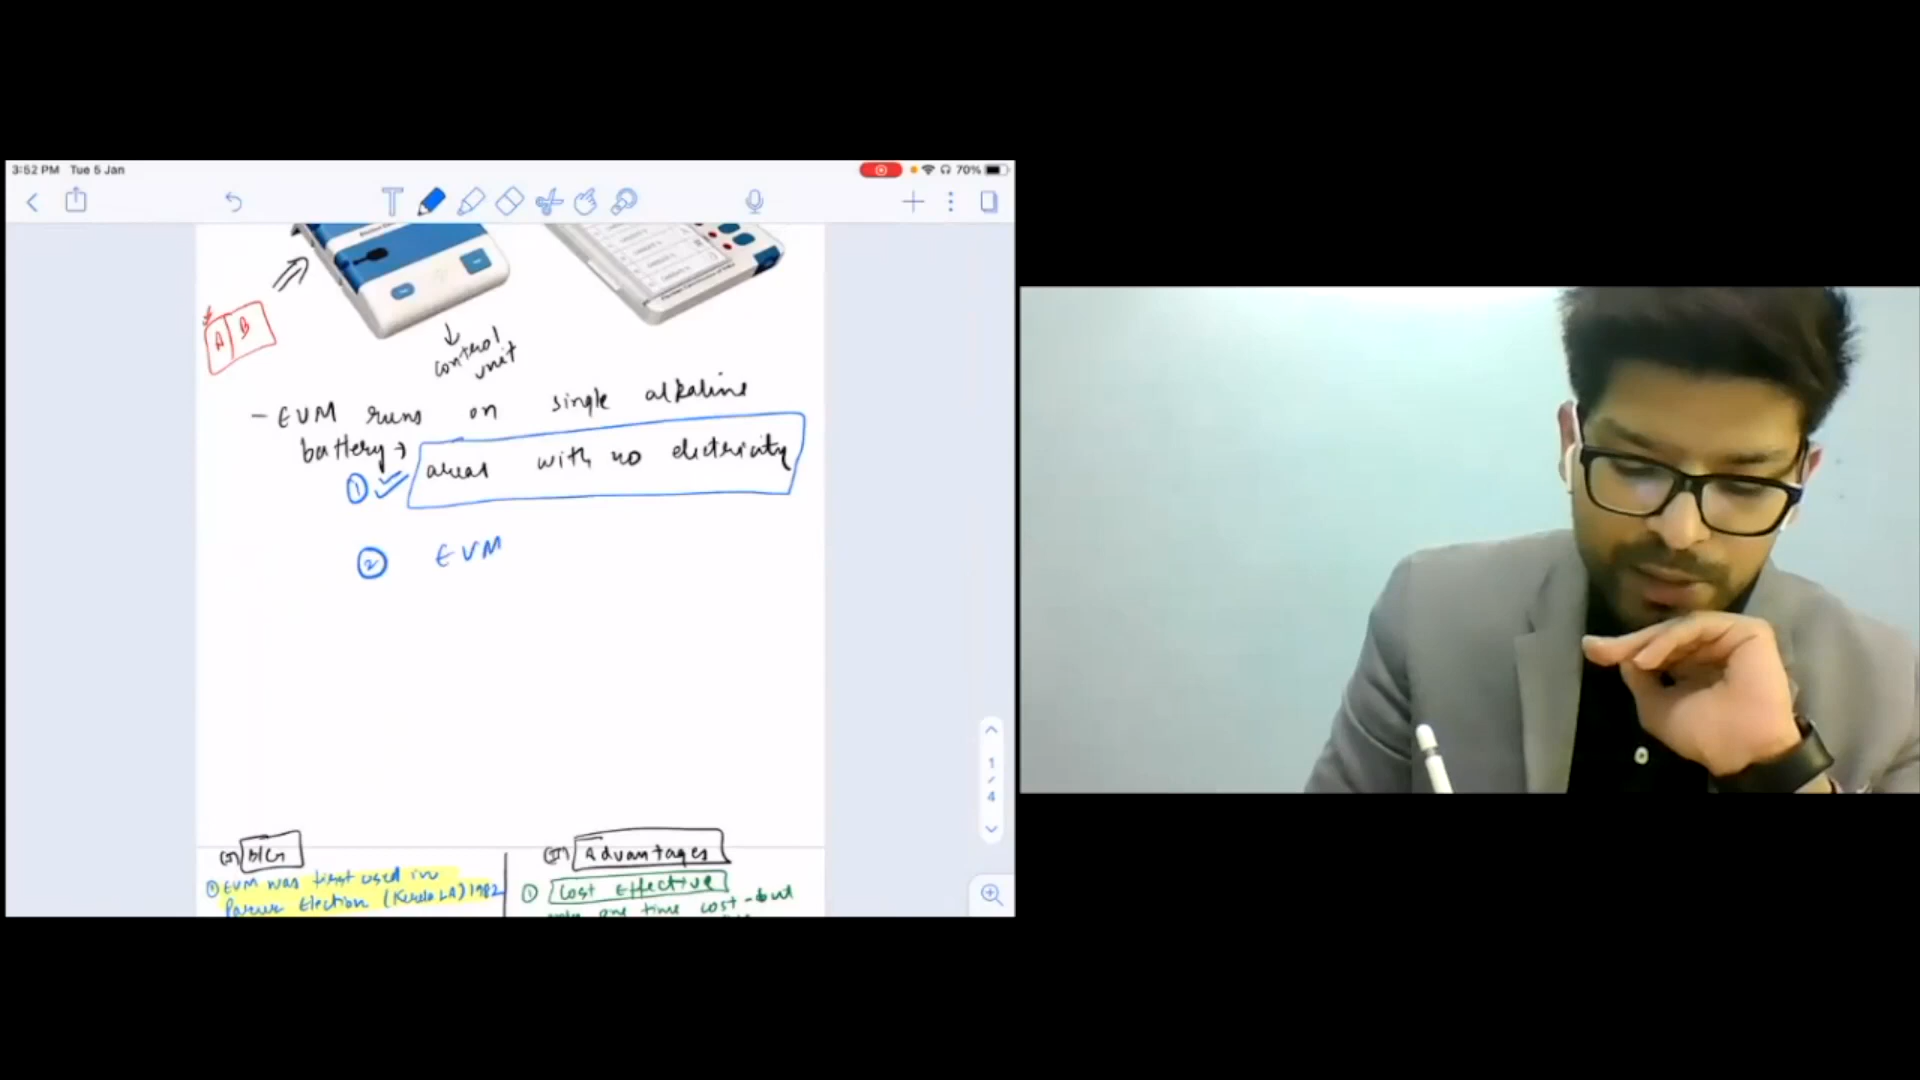 3:52 PM Tue 5 Jan
70%
T
A B
control
unit
- EVM runs on single alkaline
battery →
① areas with no electricity
② EVM
1
/
4
(I) B/G
① EVM was first used in
Parur Election (Kerala LA) 1982
(II) Advantages
① Cost Effective
one time cost - but